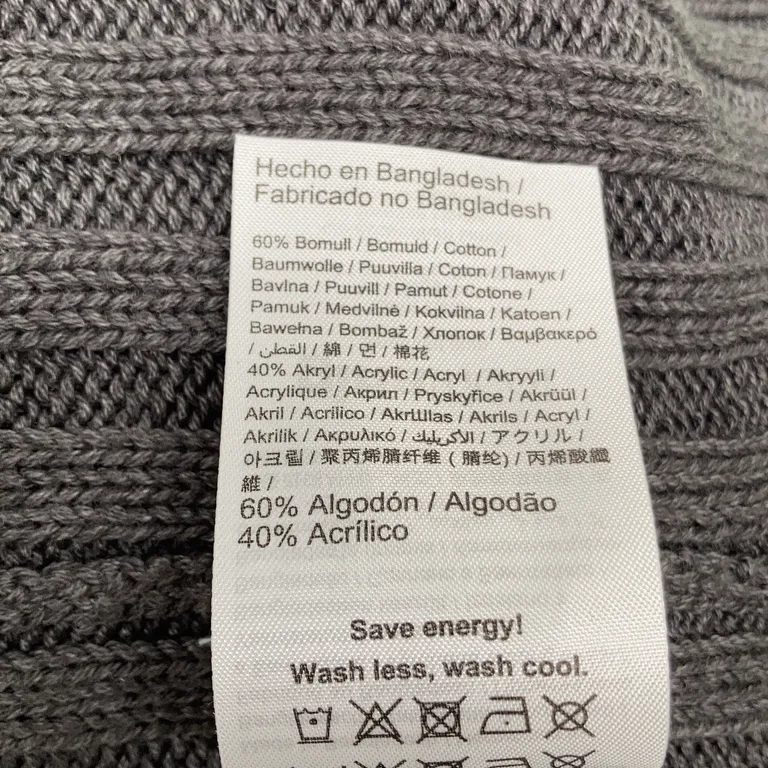 Hecho en Bangladesh /
Fabricado no Bangladesh
60% Bomull / Bomuld / Cotton /
Baumwolle / Puuvilla / Coton / Памук /
Bavlna / Puuvill / Pamut / Cotone /
Pamuk / Medvilnė / Kokvilna / Katoen /
Bawełna / Bombaž / Хлопок / Βαμβακερό
/ القطن / 綿 / 면 / 棉花
40% Akryl / Acrylic / Acryl / Akryyli /
Acrylique / Акрил / Pryskyřice / Akrüül /
Akril / Acrilico / Akrilas / Akrils / Acryl /
Akrilik / Ακρυλικό / الأكريليك / アクリル /
아크릴 / 聚丙烯腈纤维 ( 腈纶) / 丙烯酸纖
維 /
60% Algodón / Algodão
40% Acrílico
Save energy!
Wash less, wash cool.